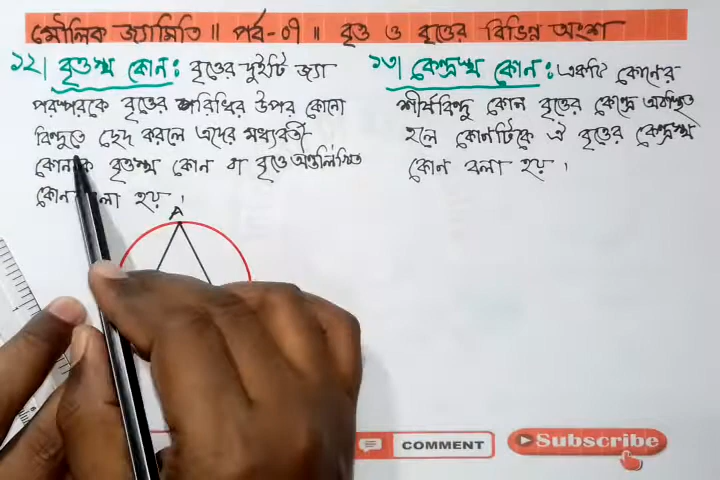 মৌলিক জ্যামিতি ॥ পর্ব-০৭ ॥ বৃত্ত ও বৃত্তের বিভিন্ন অংশ
১২| বৃত্তস্থ কোন: বৃত্তের দুইটি জ্যা
পরস্পরকে বৃত্তের পরিধির উপর কোনো
বিন্দুতে ছেদ করলে এদের মধ্যবর্তী
কোনকে বৃত্তস্থ কোন বা বৃত্তে অন্তর্লিখিত
কোন বলা হয়।
১৩| কেন্দ্রস্থ কোন: একটি কোনের
শীর্ষবিন্দু কোন বৃত্তের কেন্দ্রে অবস্থিত
হলে কোনটিকে ঐ বৃত্তের কেন্দ্রস্থ
কোন বলা হয়।
A
COMMENT
Subscribe